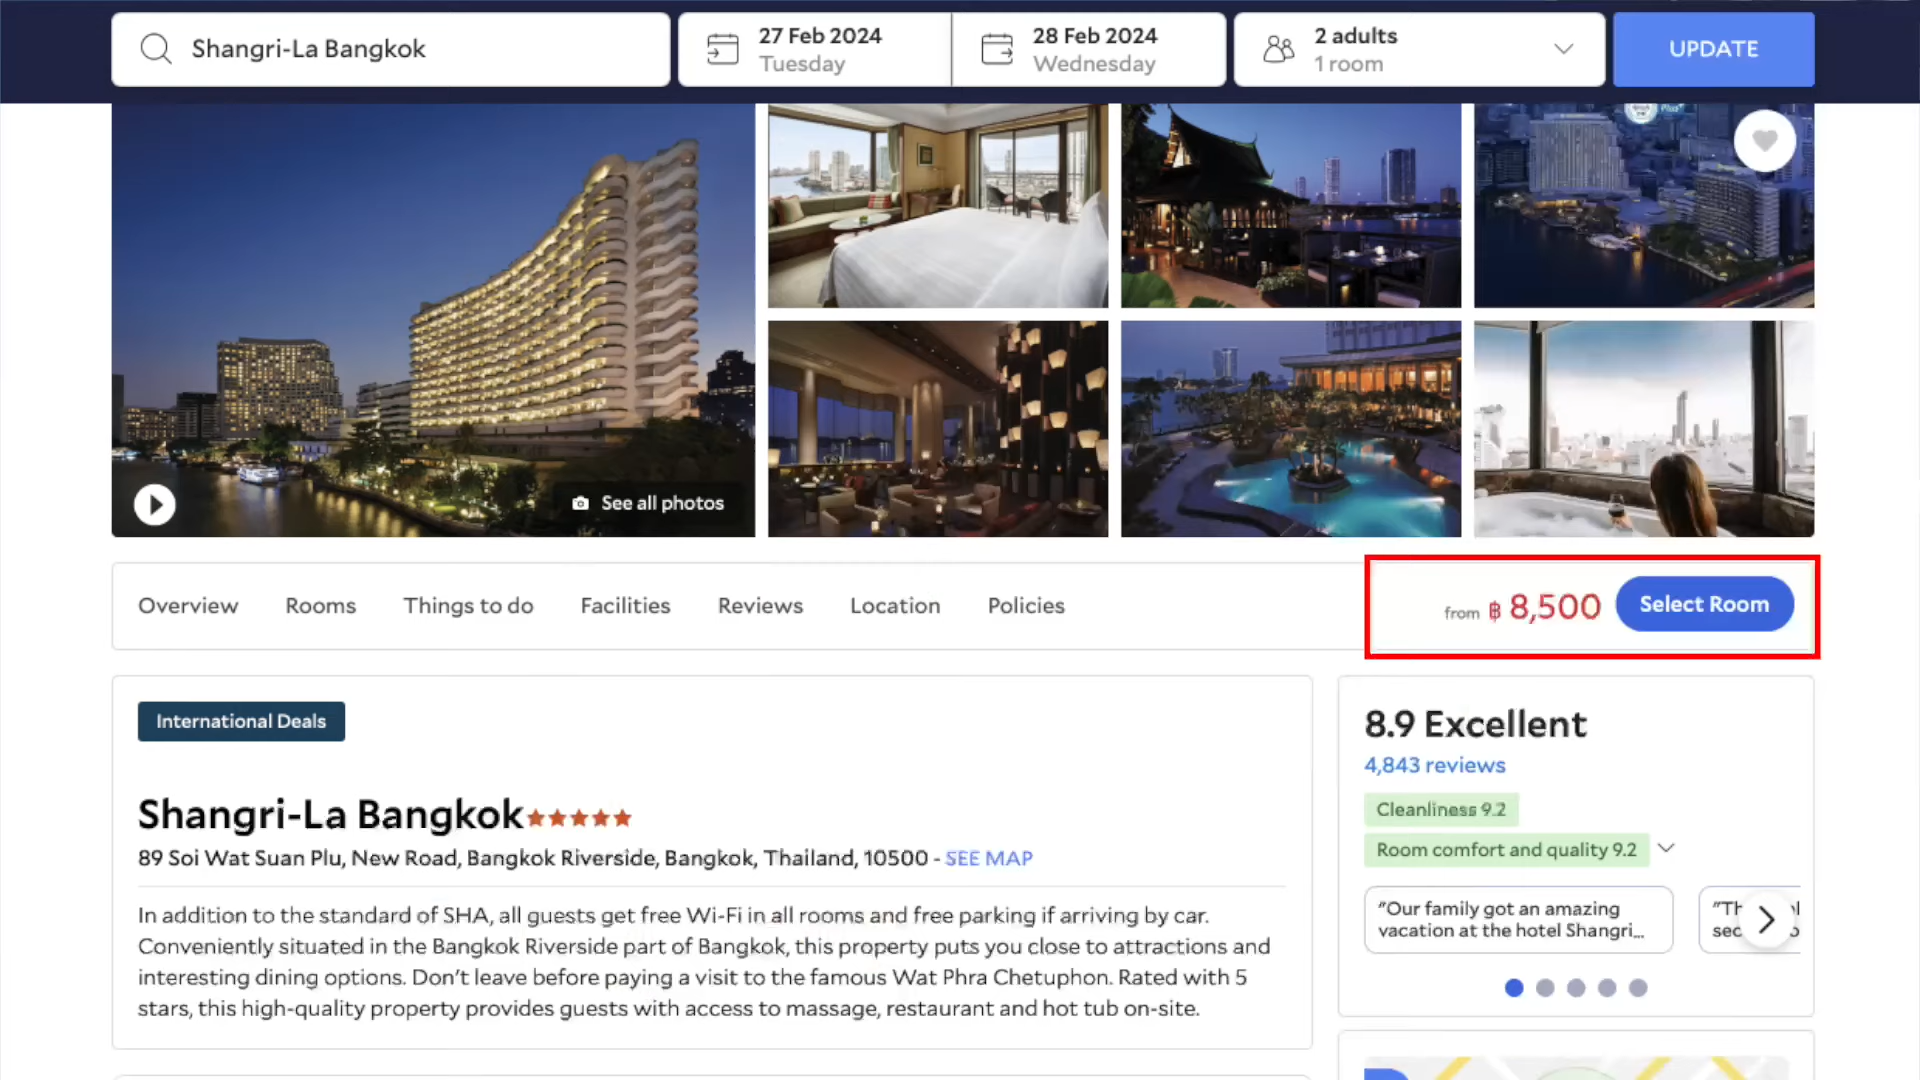 Shangri-La Bangkok
27 Feb 2024
Tuesday
28 Feb 2024
Wednesday
2 adults
1 room
UPDATE
See all photos
Overview
Rooms
Things to do
Facilities
Reviews
Location
Policies
from ฿ 8,500
Select Room
International Deals
Shangri-La Bangkok
89 Soi Wat Suan Plu, New Road, Bangkok Riverside, Bangkok, Thailand, 10500 - SEE MAP
In addition to the standard of SHA, all guests get free Wi-Fi in all rooms and free parking if arriving by car.
Conveniently situated in the Bangkok Riverside part of Bangkok, this property puts you close to attractions and
interesting dining options. Don't leave before paying a visit to the famous Wat Phra Chetuphon. Rated with 5
stars, this high-quality property provides guests with access to massage, restaurant and hot tub on-site.
8.9 Excellent
4,843 reviews
Cleanliness 9.2
Room comfort and quality 9.2
"Our family got an amazing
vacation at the hotel Shangri...